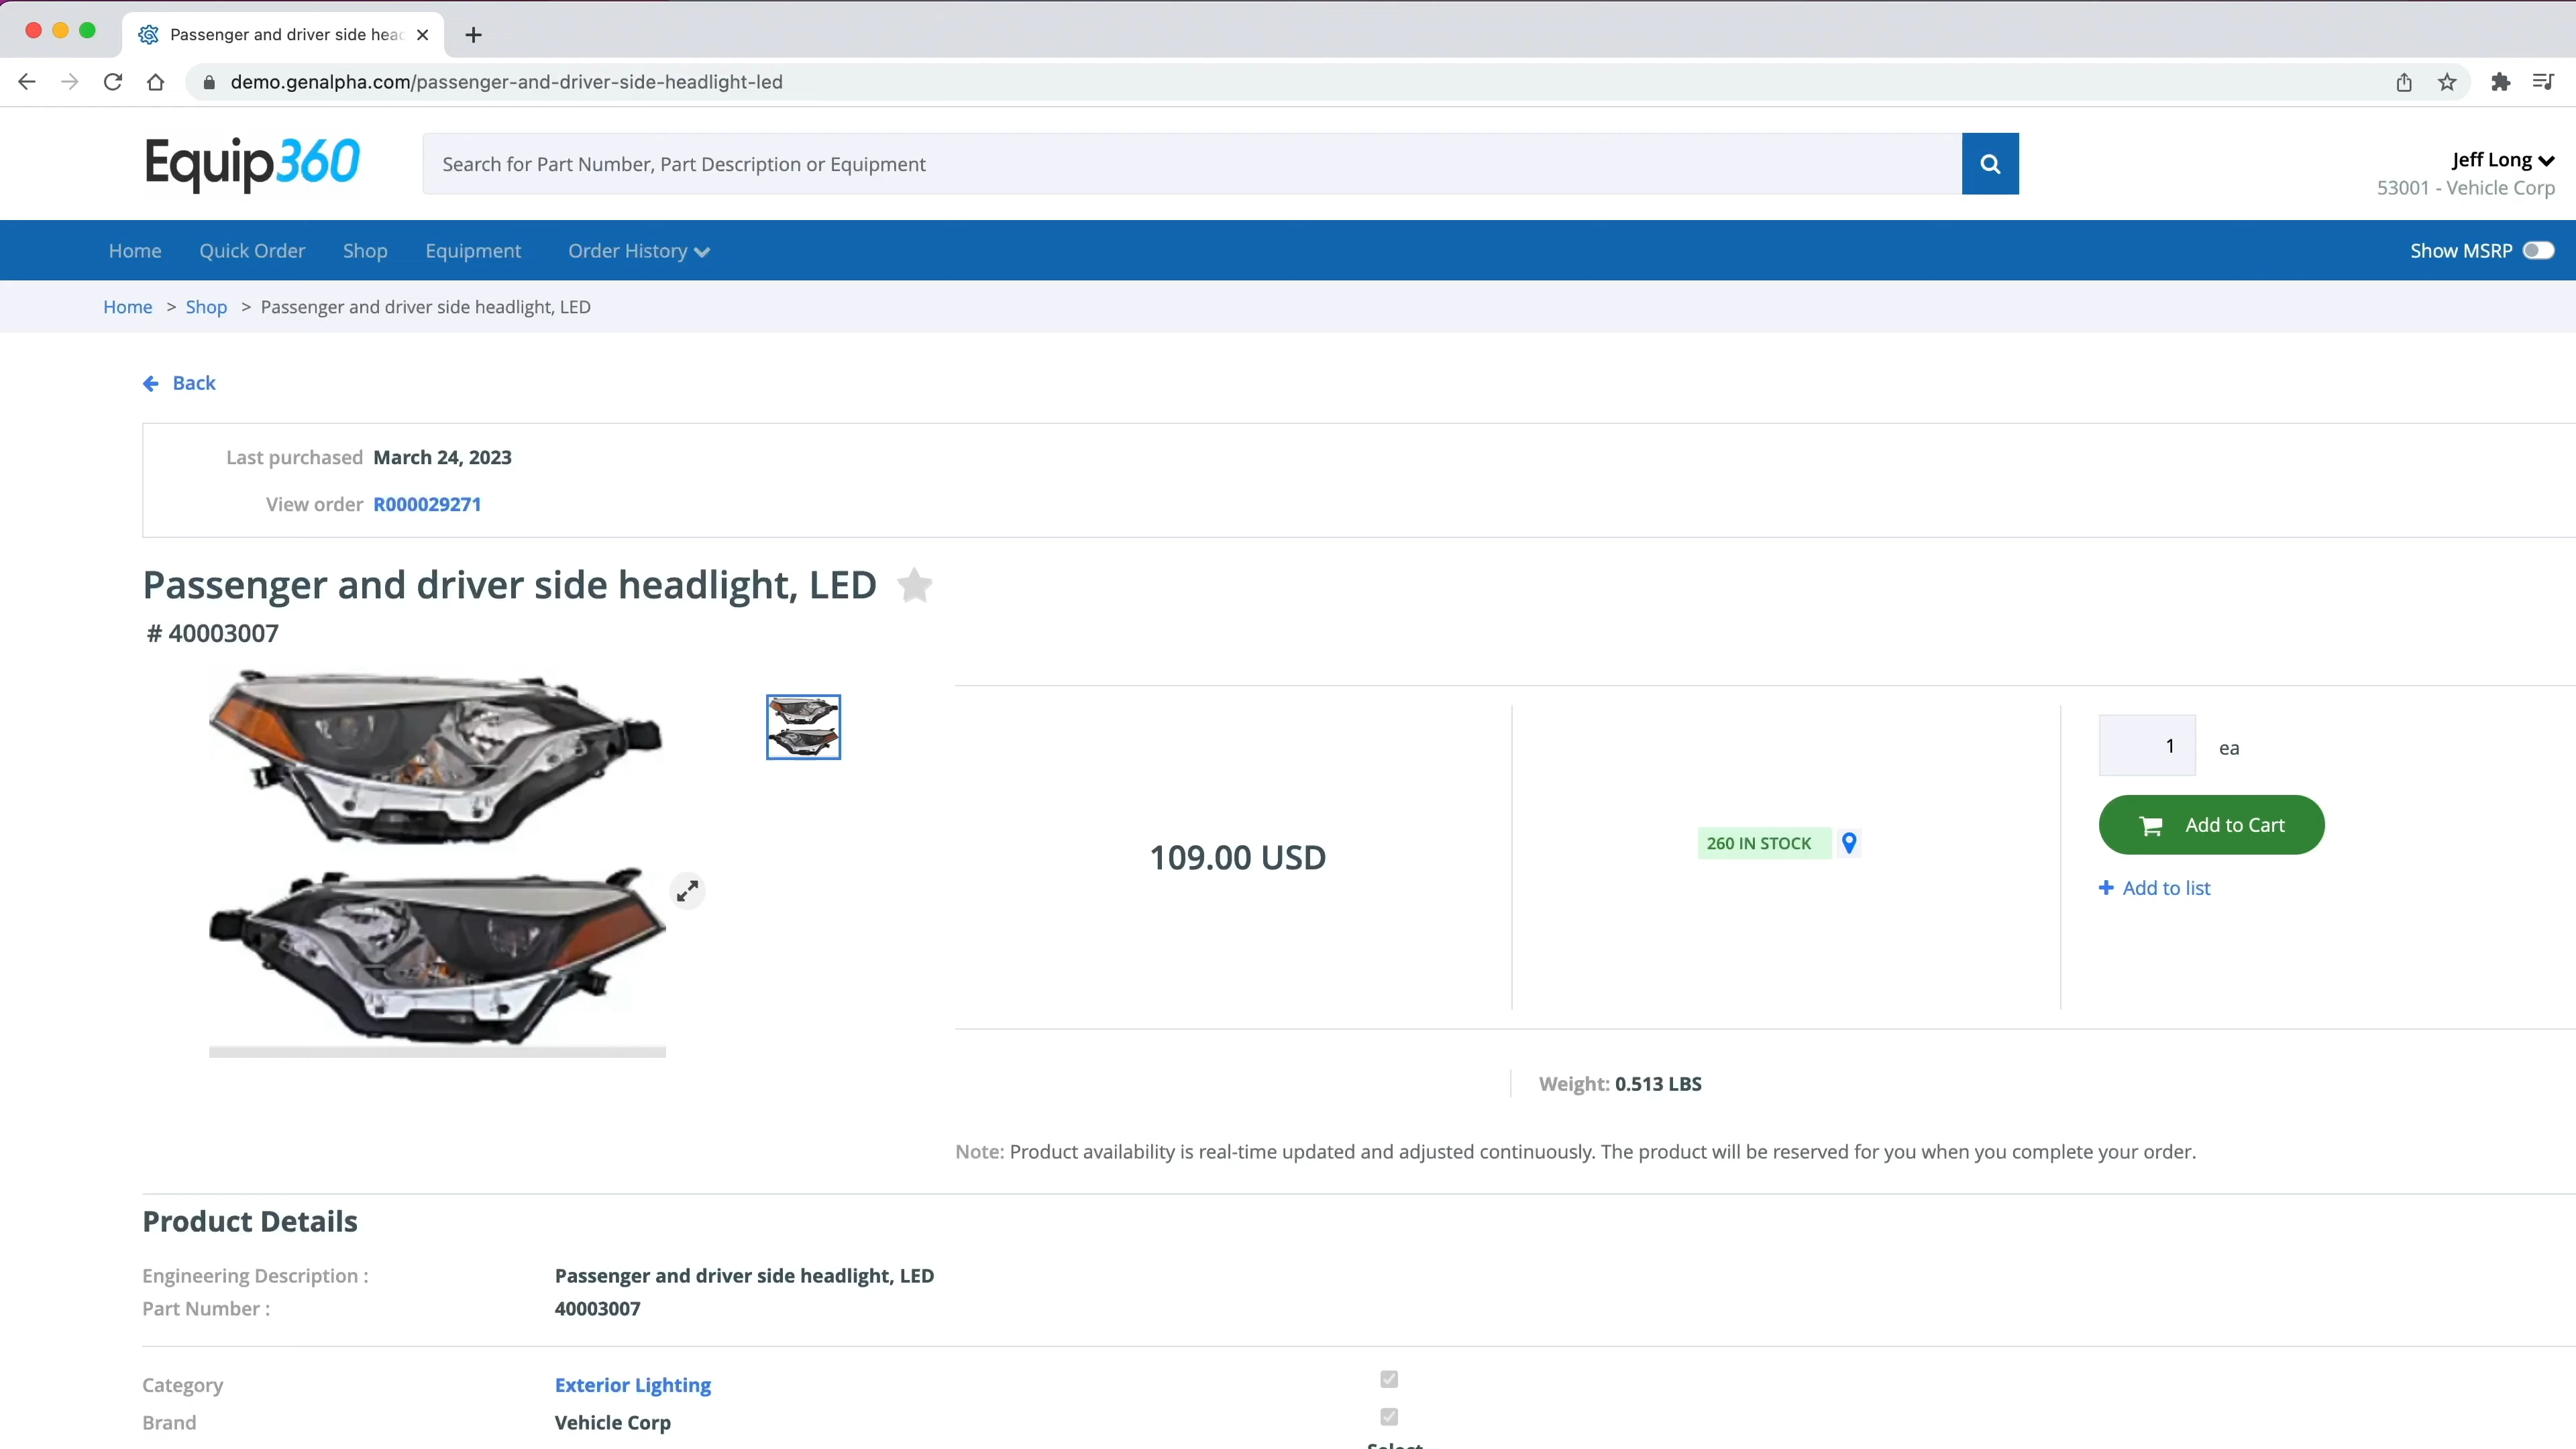 Passenger and driver side hea
demo.genalpha.com/passenger-and-driver-side-headlight-led
Equip360
Search for Part Number, Part Description or Equipment
Jeff Long
53001 - Vehicle Corp
Home Quick Order Shop Equipment Order History Show MSRP
Home > Shop > Passenger and driver side headlight, LED
Back
Last purchased March 24, 2023
View order R000029271
Passenger and driver side headlight, LED
# 40003007
1 ea
109.00 USD
260 IN STOCK
Add to Cart
+ Add to list
Weight: 0.513 LBS
Note: Product availability is real-time updated and adjusted continuously. The product will be reserved for you when you complete your order.
Product Details
Engineering Description : Passenger and driver side headlight, LED
Part Number : 40003007
Category Exterior Lighting
Brand Vehicle Corp